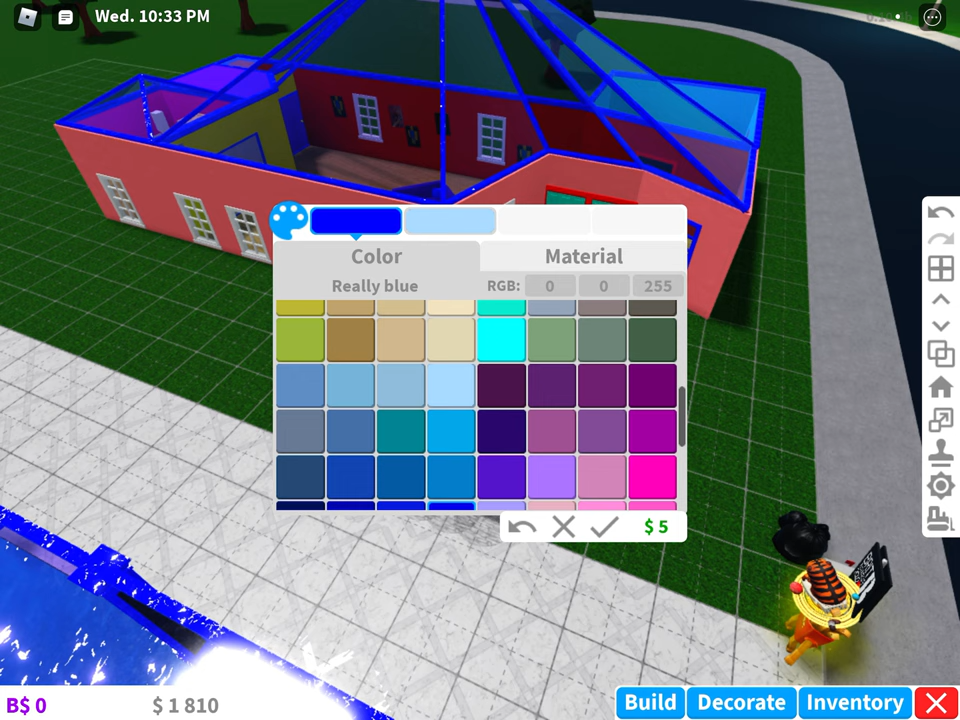 Wed. 10:33 PM
Color
Material
Really blue
RGB: 0 0 255
$ 5
B$ 0
$ 1 810
Build
Decorate
Inventory